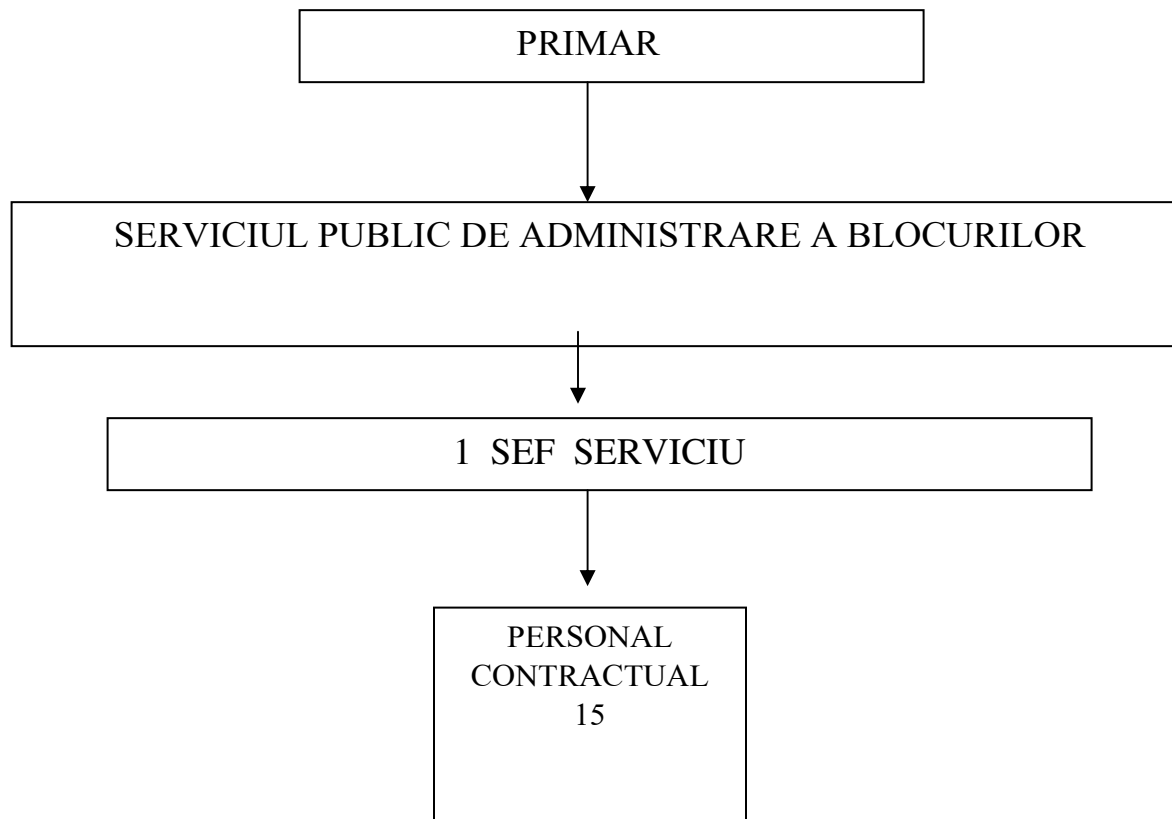 PRIMAR
SERVICIUL PUBLIC DE ADMINISTRARE A BLOCURILOR
1 SEF SERVICIU
PERSONAL
CONTRACTUAL
15